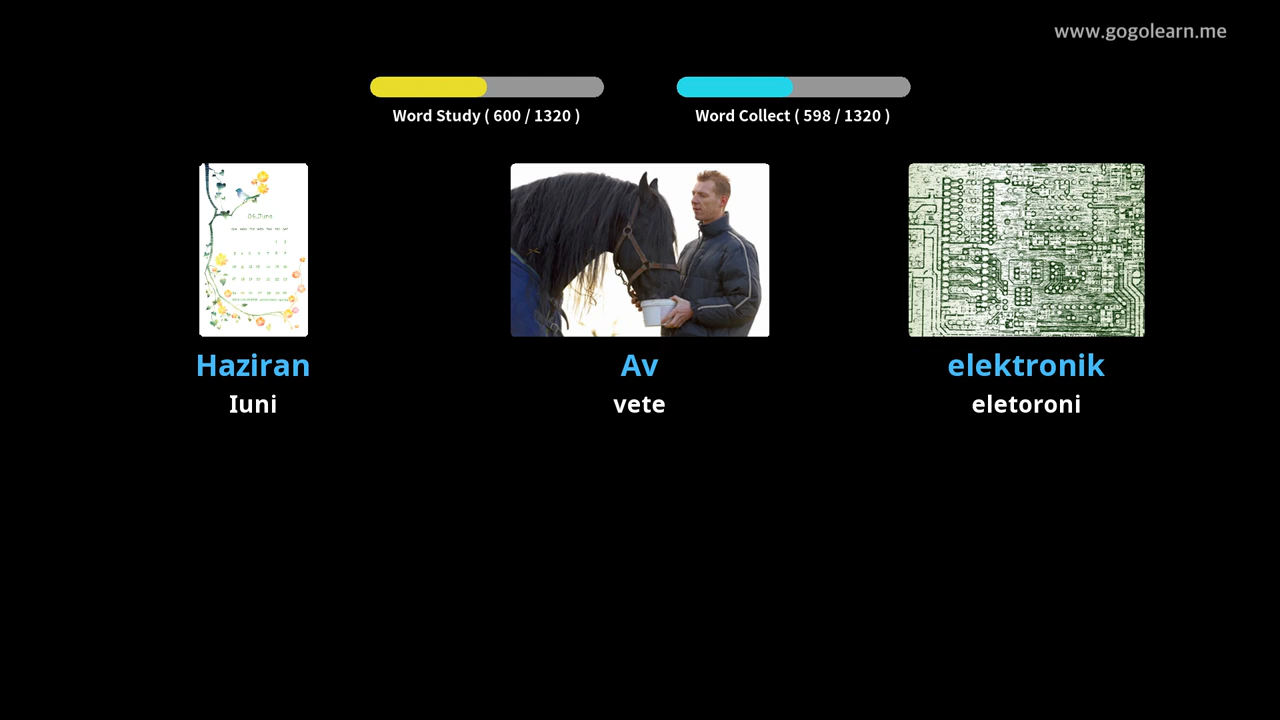 www.gogolearn.me
Word Study ( 600 / 1320 )
Word Collect ( 598 / 1320 )
Haziran
Av
elektronik
Iuni
vete
eletoroni